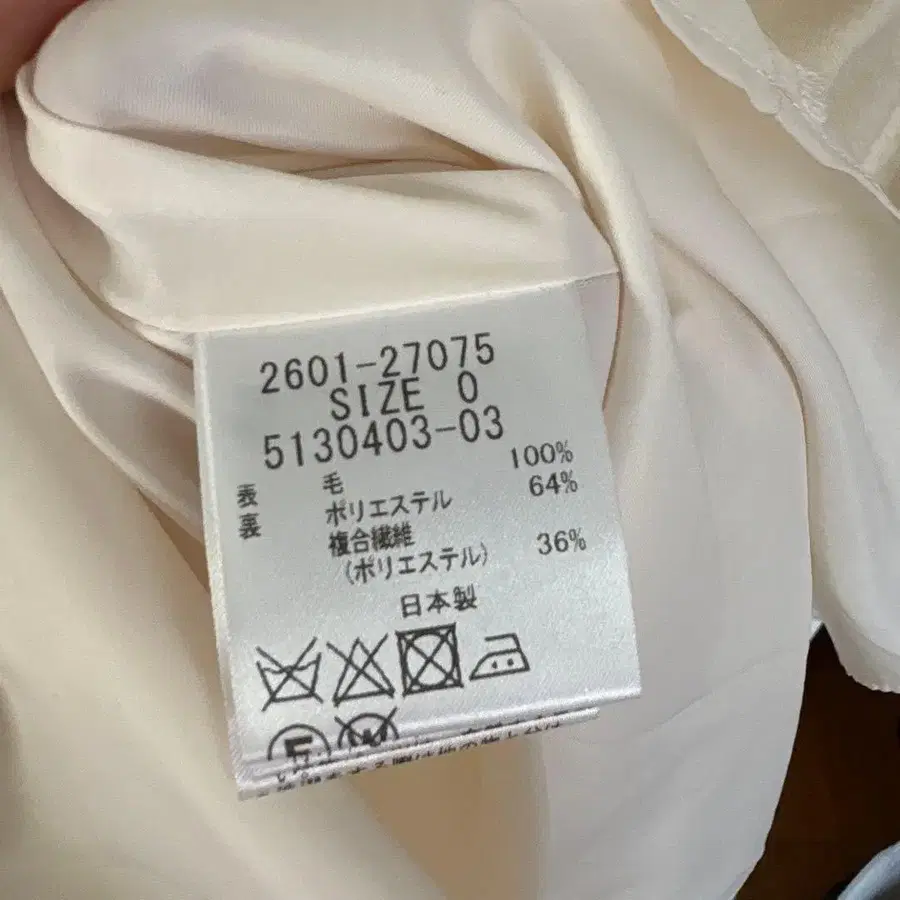 2601-27075
SIZE 0
5130403-03
表 毛 100%
裏 ポリエステル 64%
複合繊維
(ポリエステル) 36%
日本製